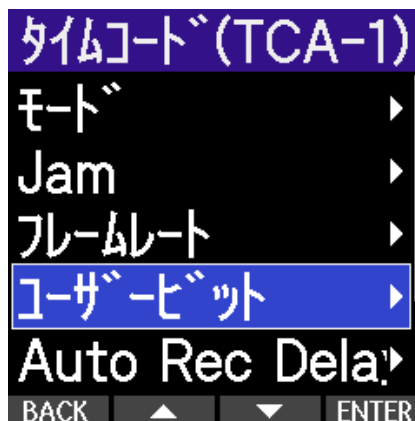 タイムコード(TCA-1)
モード
Jam
フレームレート
ユーザービット
Auto Rec Delay
BACK ENTER